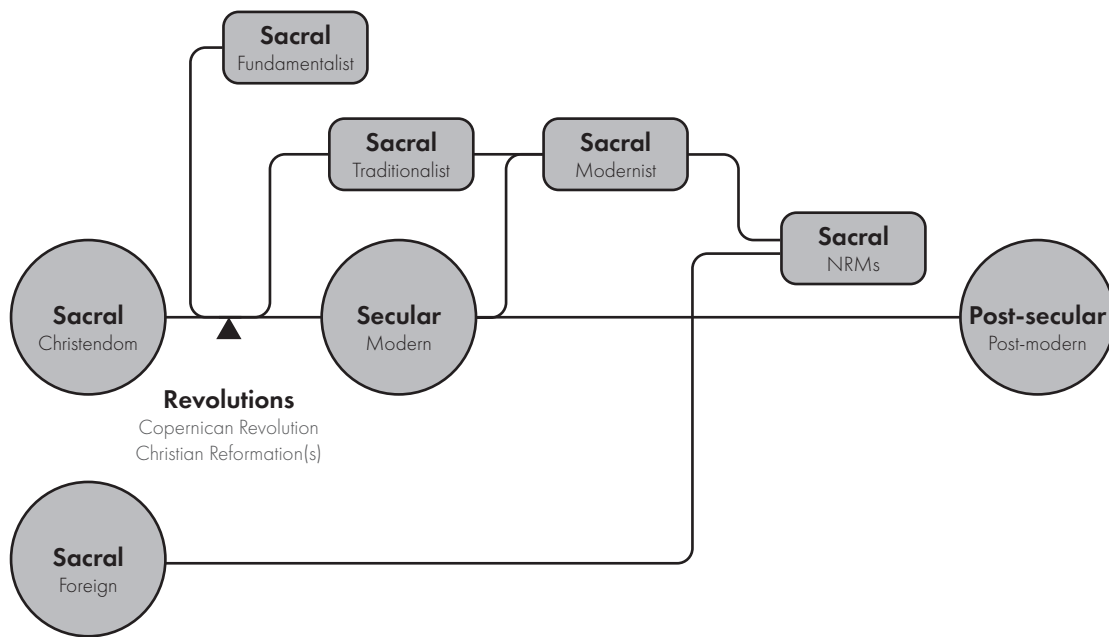 Sacral
Fundamentalist
Sacral
Traditionalist
Sacral
Modernist
Sacral
NRMs
Sacral
Christendom
Secular
Modern
Post-secular
Post-modern
Revolutions
Copernican Revolution
Christian Reformation(s)
Sacral
Foreign